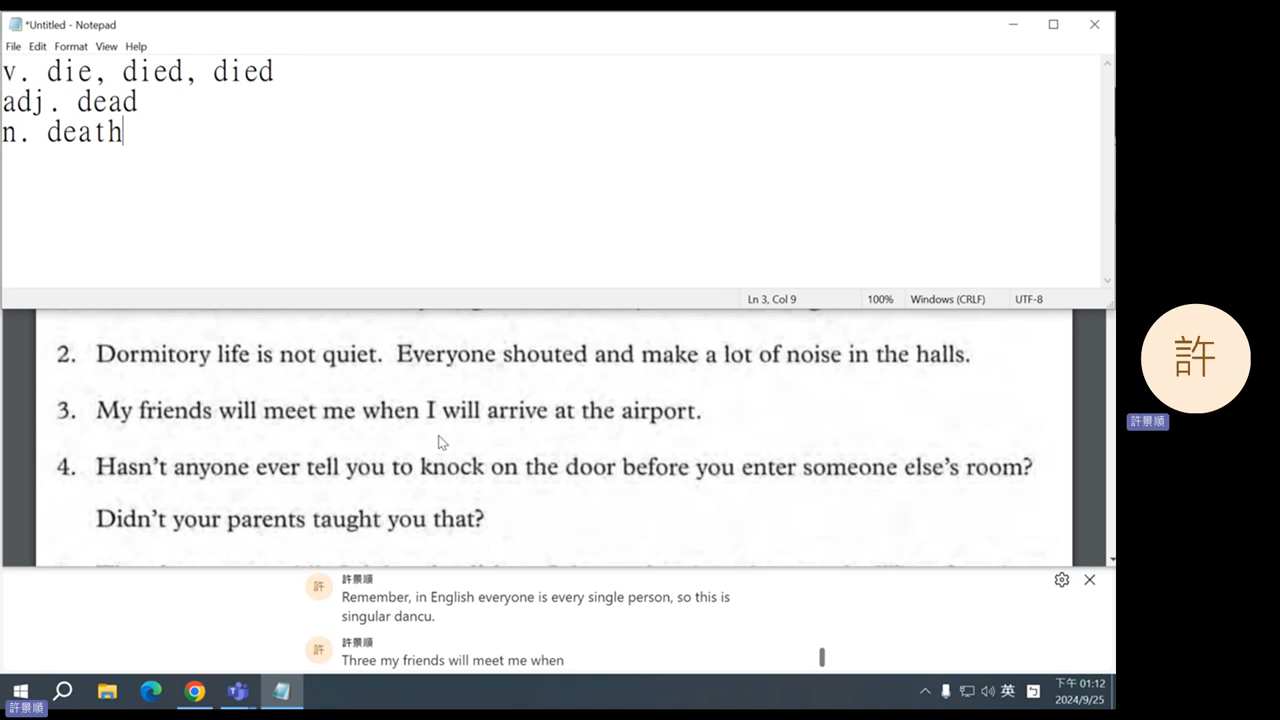 *Untitled - Notepad
File Edit Format View Help
v. die, died, died
adj. dead
n. death
Ln 3, Col 9 100% Windows (CRLF) UTF-8
2. Dormitory life is not quiet. Everyone shouted and make a lot of noise in the halls.
3. My friends will meet me when I will arrive at the airport.
4. Hasn't anyone ever tell you to knock on the door before you enter someone else's room?
Didn't your parents taught you that?
許
許景順
許
許景順
Remember, in English everyone is every single person, so this is
singular dancu.
許
許景順
Three my friends will meet me when
英
下午 01:12
2024/9/25
許景順